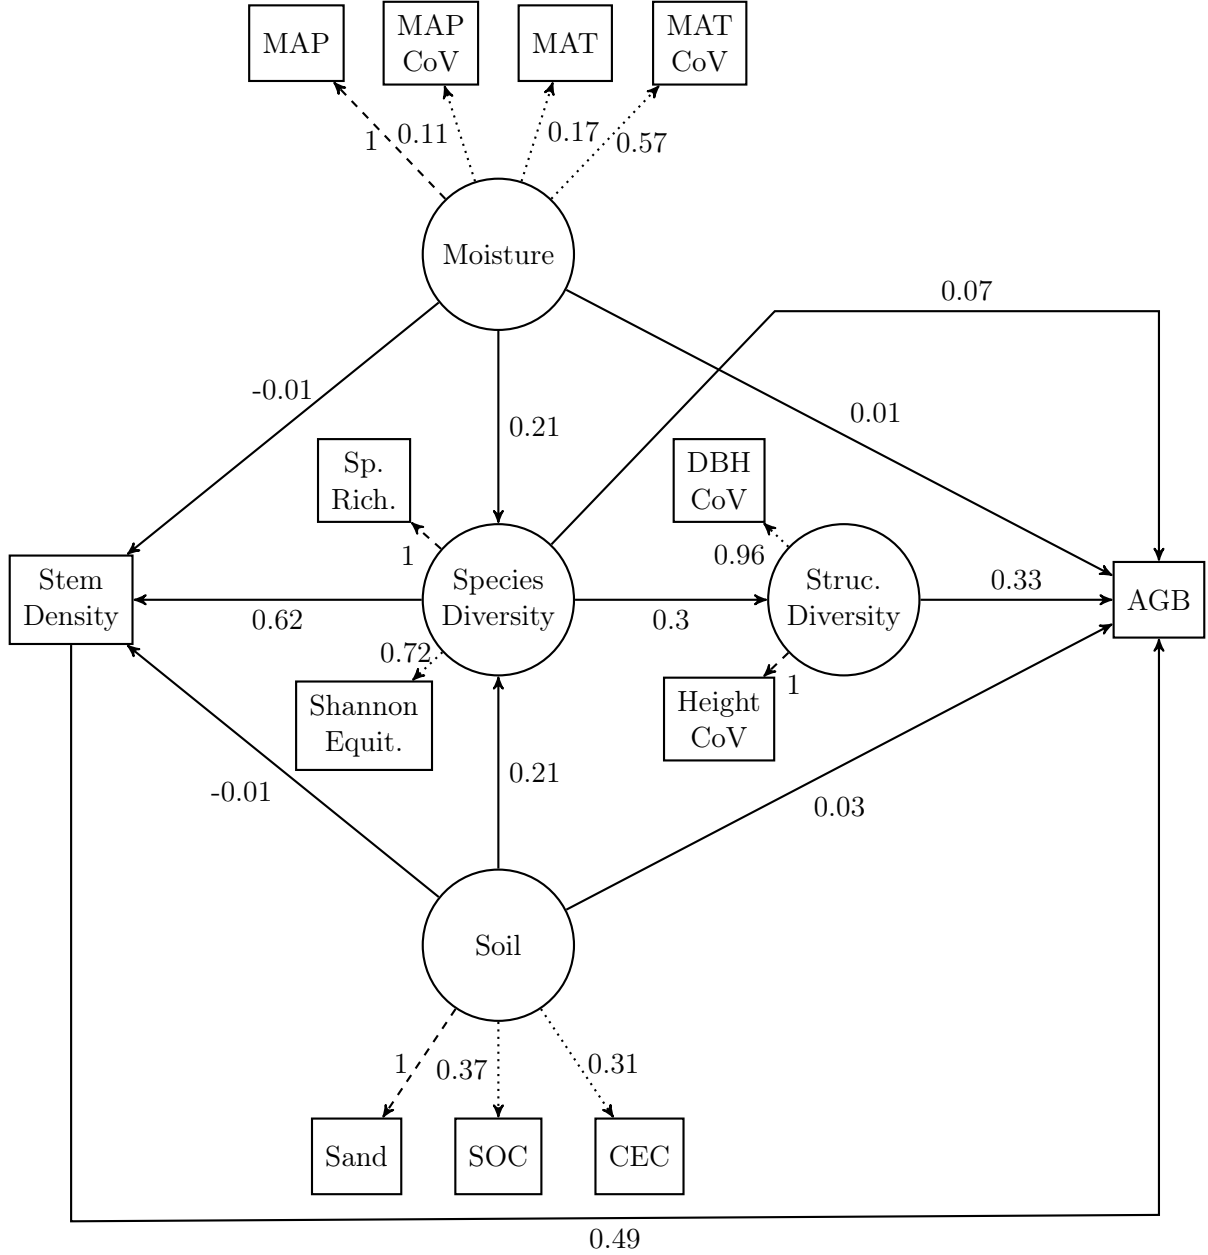 MAP
MAP
CoV
MAT
MAT
CoV
1
0.11
0.17
0.57
Moisture
0.07
-0.01
0.21
0.01
Sp.
Rich.
DBH
CoV
1
0.96
Stem
Density
Species
Diversity
Struc.
Diversity
AGB
0.62
0.3
0.33
0.72
1
Shannon
Equit.
Height
CoV
-0.01
0.21
0.03
Soil
1
0.37
0.31
Sand
SOC
CEC
0.49